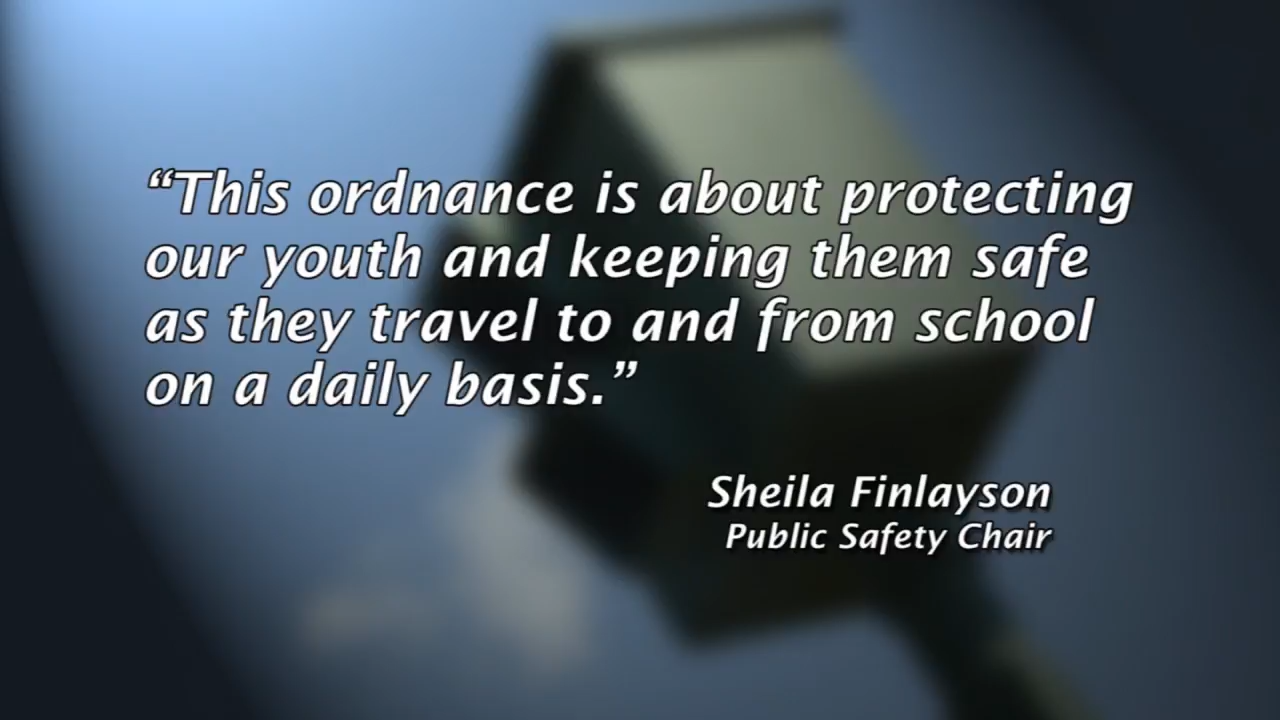 “This ordnance is about protecting
our youth and keeping them safe
as they travel to and from school
on a daily basis.”
Sheila Finlayson
Public Safety Chair